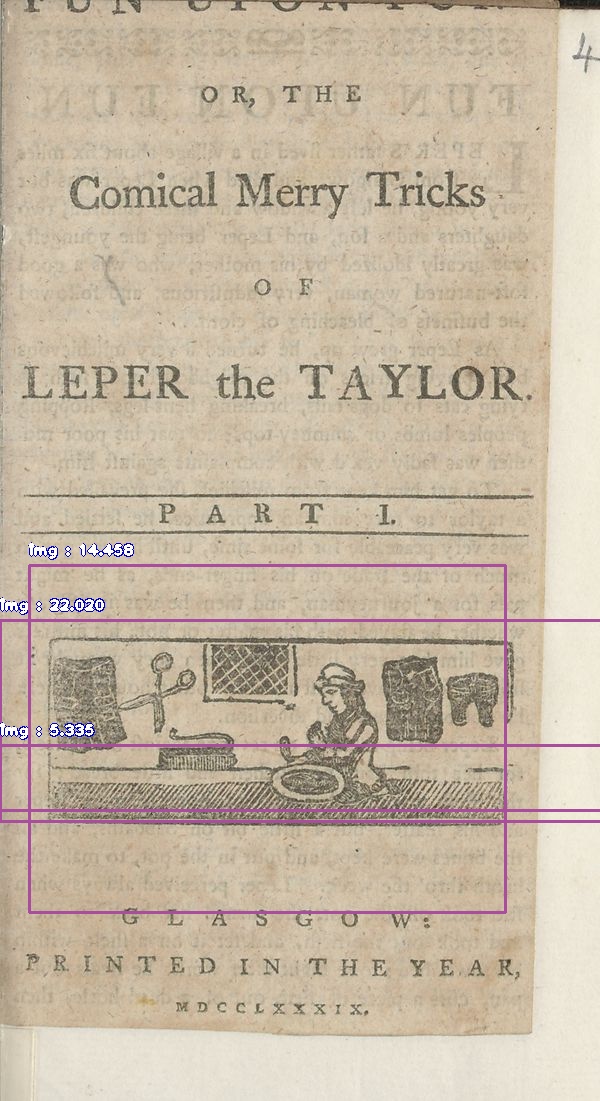 FUN UPON FUN:
OR, THE
Comical Merry Tricks
OF
LEPER the TAYLOR.
PART I.
img : 14.458
img : 22.020
img : 5.335
GLASGOW:
PRINTED IN THE YEAR,
MDCCLXXXIX.
4